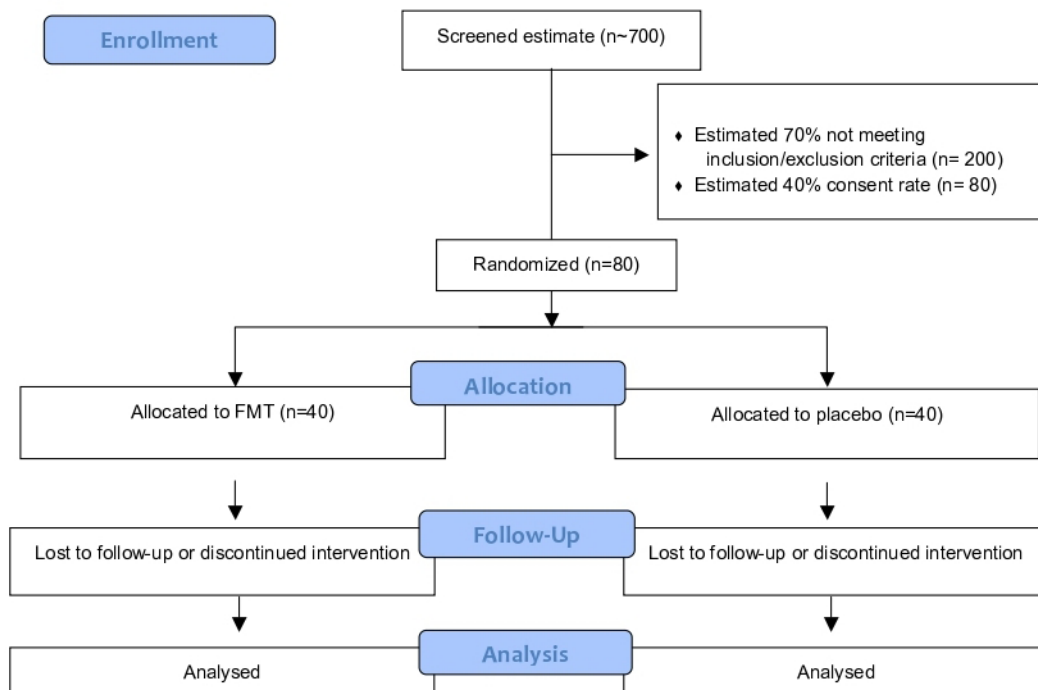 Enrollment
Screened estimate (n~700)
♦ Estimated 70% not meeting
inclusion/exclusion criteria (n= 200)
♦ Estimated 40% consent rate (n= 80)
Randomized (n=80)
Allocation
Allocated to FMT (n=40)
Allocated to placebo (n=40)
Follow-Up
Lost to follow-up or discontinued intervention
Lost to follow-up or discontinued intervention
Analysis
Analysed
Analysed